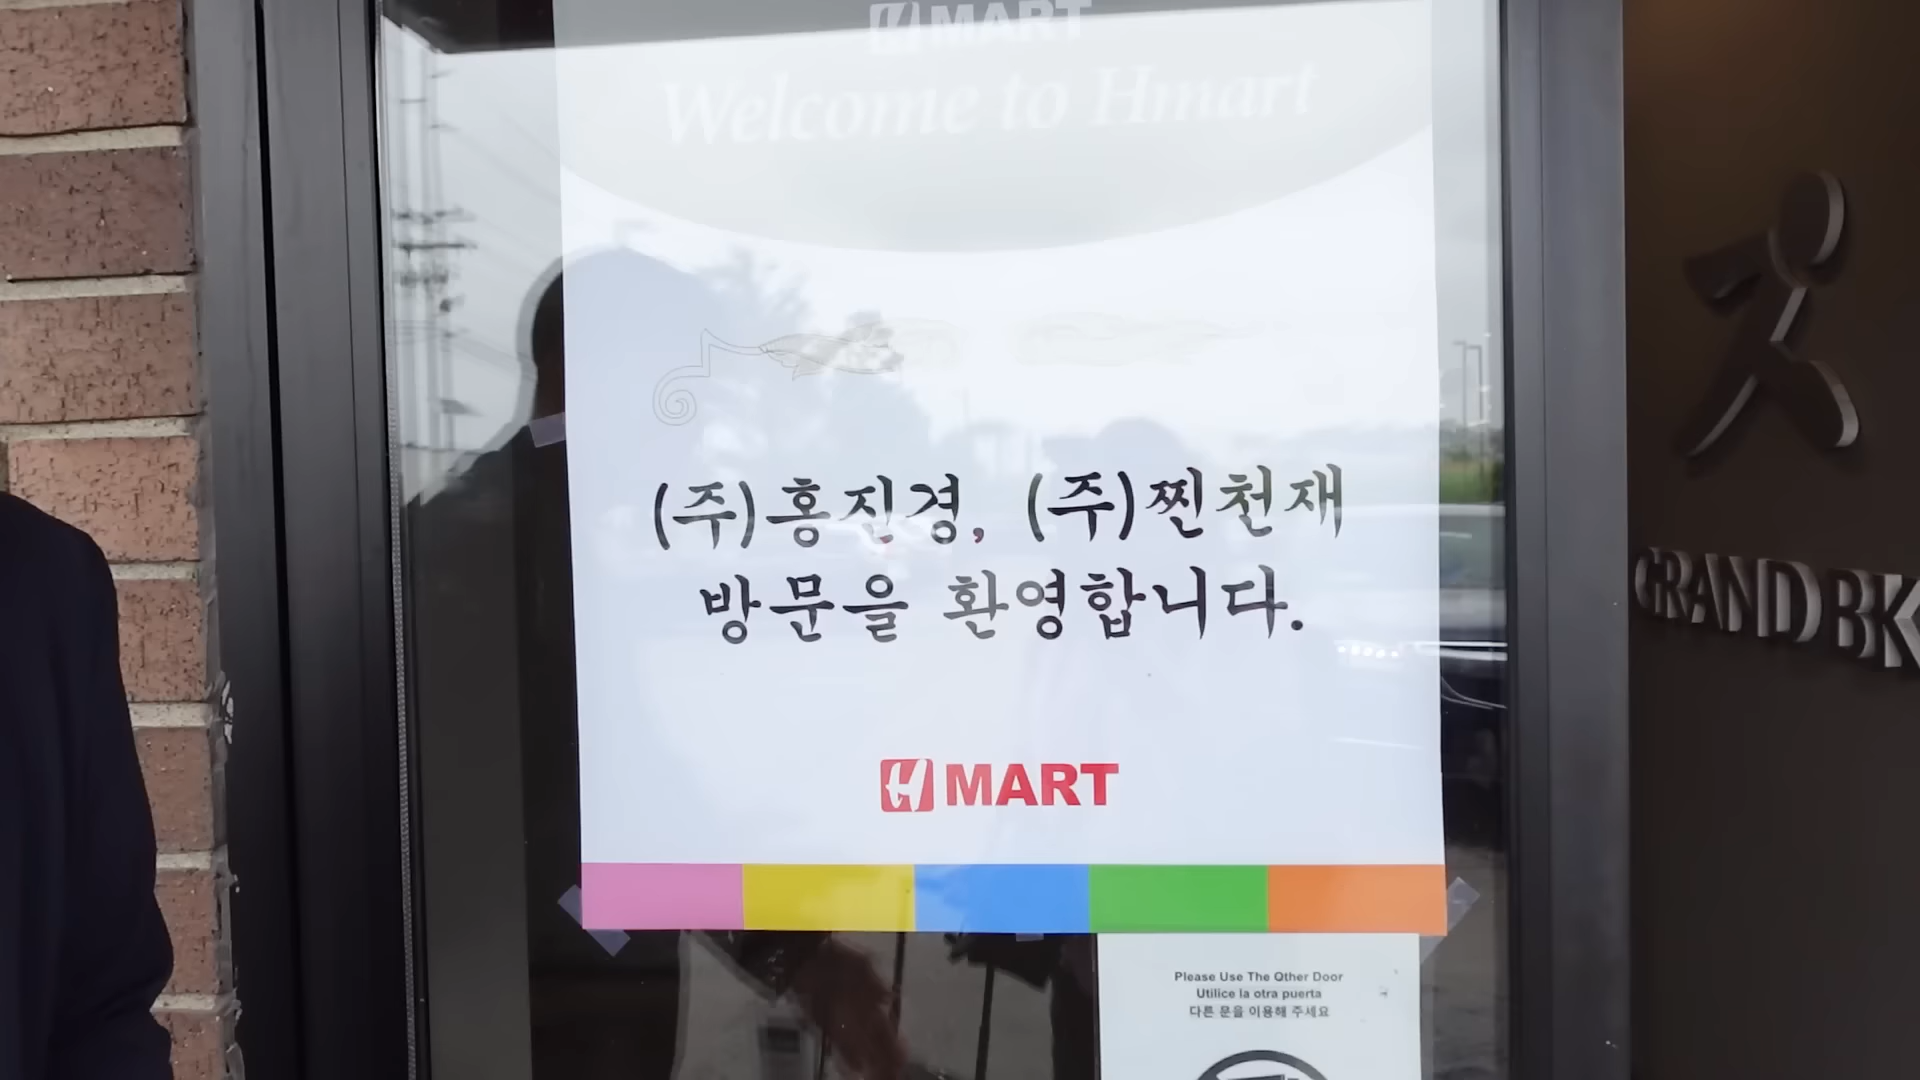 H MART
Welcome to Hmart
(주)홍진경, (주)찐천재
방문을 환영합니다.
H MART
GRAND BK
Please Use The Other Door
Utilice la otra puerta
다른 문을 이용해 주세요